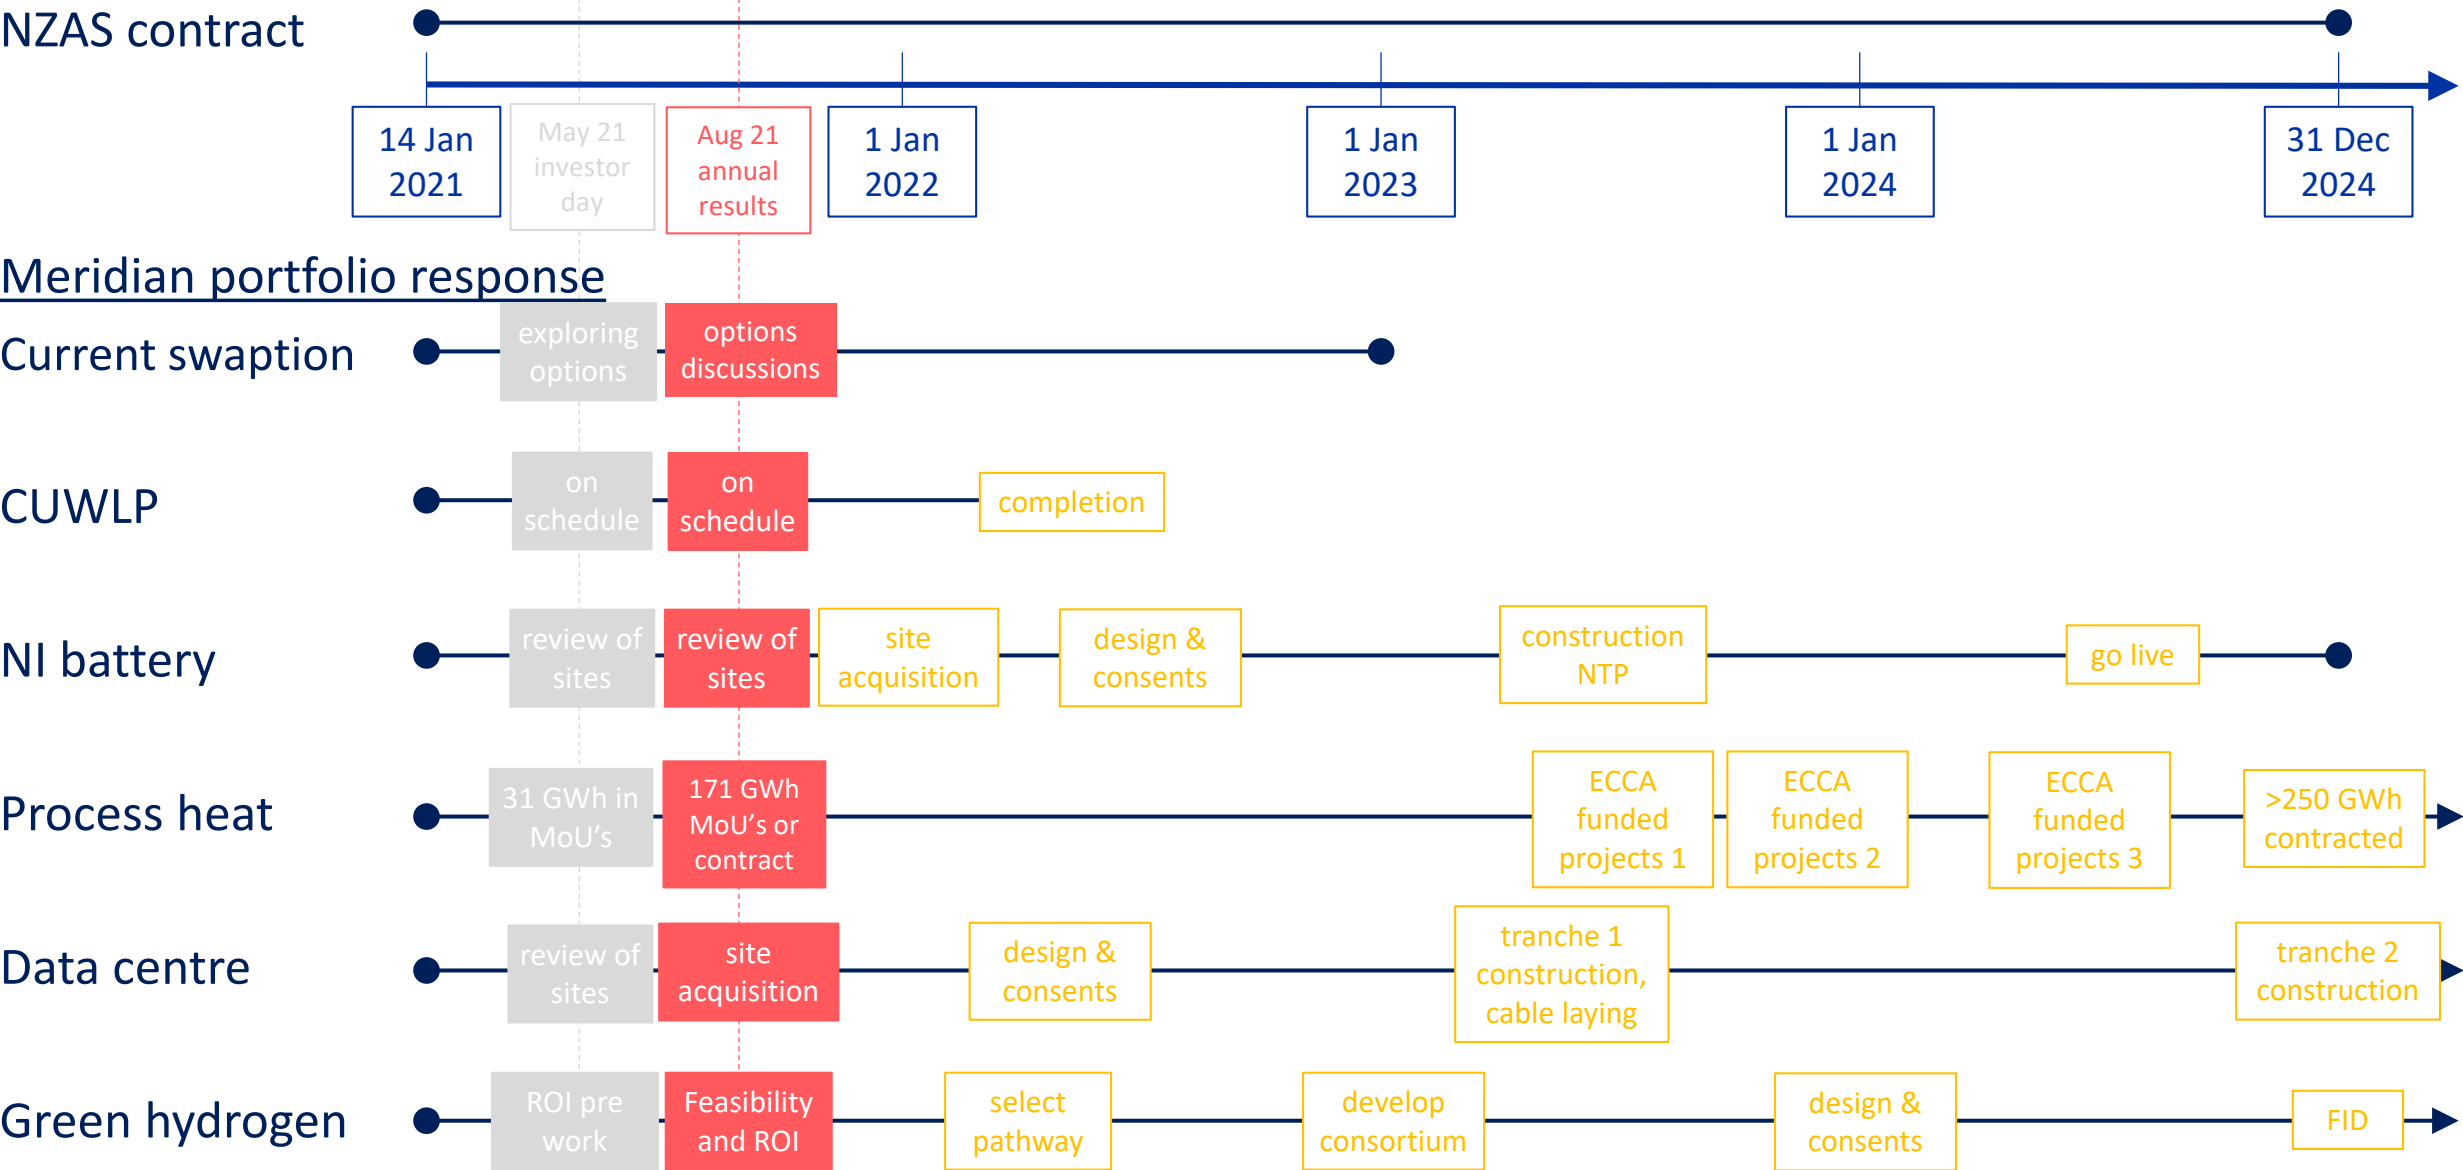 NZAS contract
14 Jan
2021
May 21
investor
day
Aug 21
annual
results
1 Jan
2022
1 Jan
2023
1 Jan
2024
31 Dec
2024
Meridian portfolio response
Current swaption
exploring
options
options
discussions
CUWLP
on
schedule
on
schedule
completion
NI battery
review of
sites
review of
sites
site
acquisition
design &
consents
construction
NTP
go live
Process heat
31 GWh in
MoU's
171 GWh
MoU's or
contract
ECCA
funded
projects 1
ECCA
funded
projects 2
ECCA
funded
projects 3
>250 GWh
contracted
Data centre
review of
sites
site
acquisition
design &
consents
tranche 1
construction,
cable laying
tranche 2
construction
Green hydrogen
ROI pre
work
Feasibility
and ROI
select
pathway
develop
consortium
design &
consents
FID